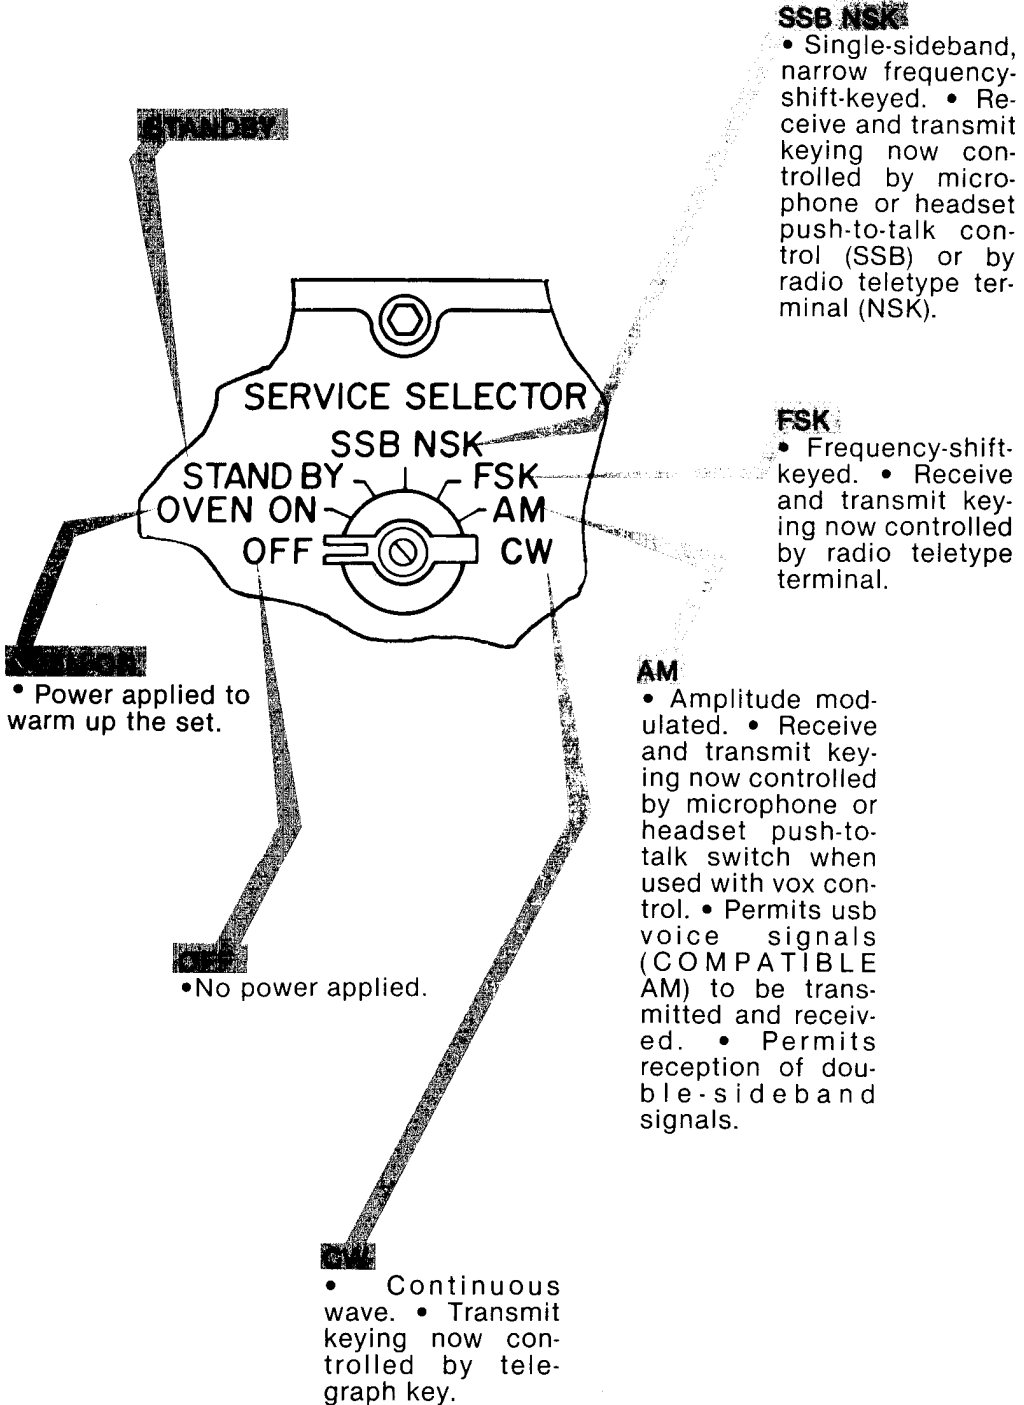 SSB NSK
• Single-sideband,
narrow frequency-
shift-keyed. • Re-
ceive and transmit
keying now con-
trolled by micro-
phone or headset
push-to-talk con-
trol (SSB) or by
radio teletype ter-
minal (NSK).
STANDBY
SERVICE SELECTOR
SSB NSK
STAND BY
FSK
OVEN ON
AM
OFF
CW
FSK
• Frequency-shift-
keyed. • Receive
and transmit key-
ing now controlled
by radio teletype
terminal.
• Power applied to
warm up the set.
AM
• Amplitude mod-
ulated. • Receive
and transmit key-
ing now controlled
by microphone or
headset push-to-
talk switch when
used with vox con-
trol. • Permits usb
voice signals
(COMPATIBLE
AM) to be trans-
mitted and receiv-
ed. • Permits
reception of dou-
ble-sideband
signals.
OFF
•No power applied.
CW
• Continuous
wave. • Transmit
keying now con-
trolled by tele-
graph key.